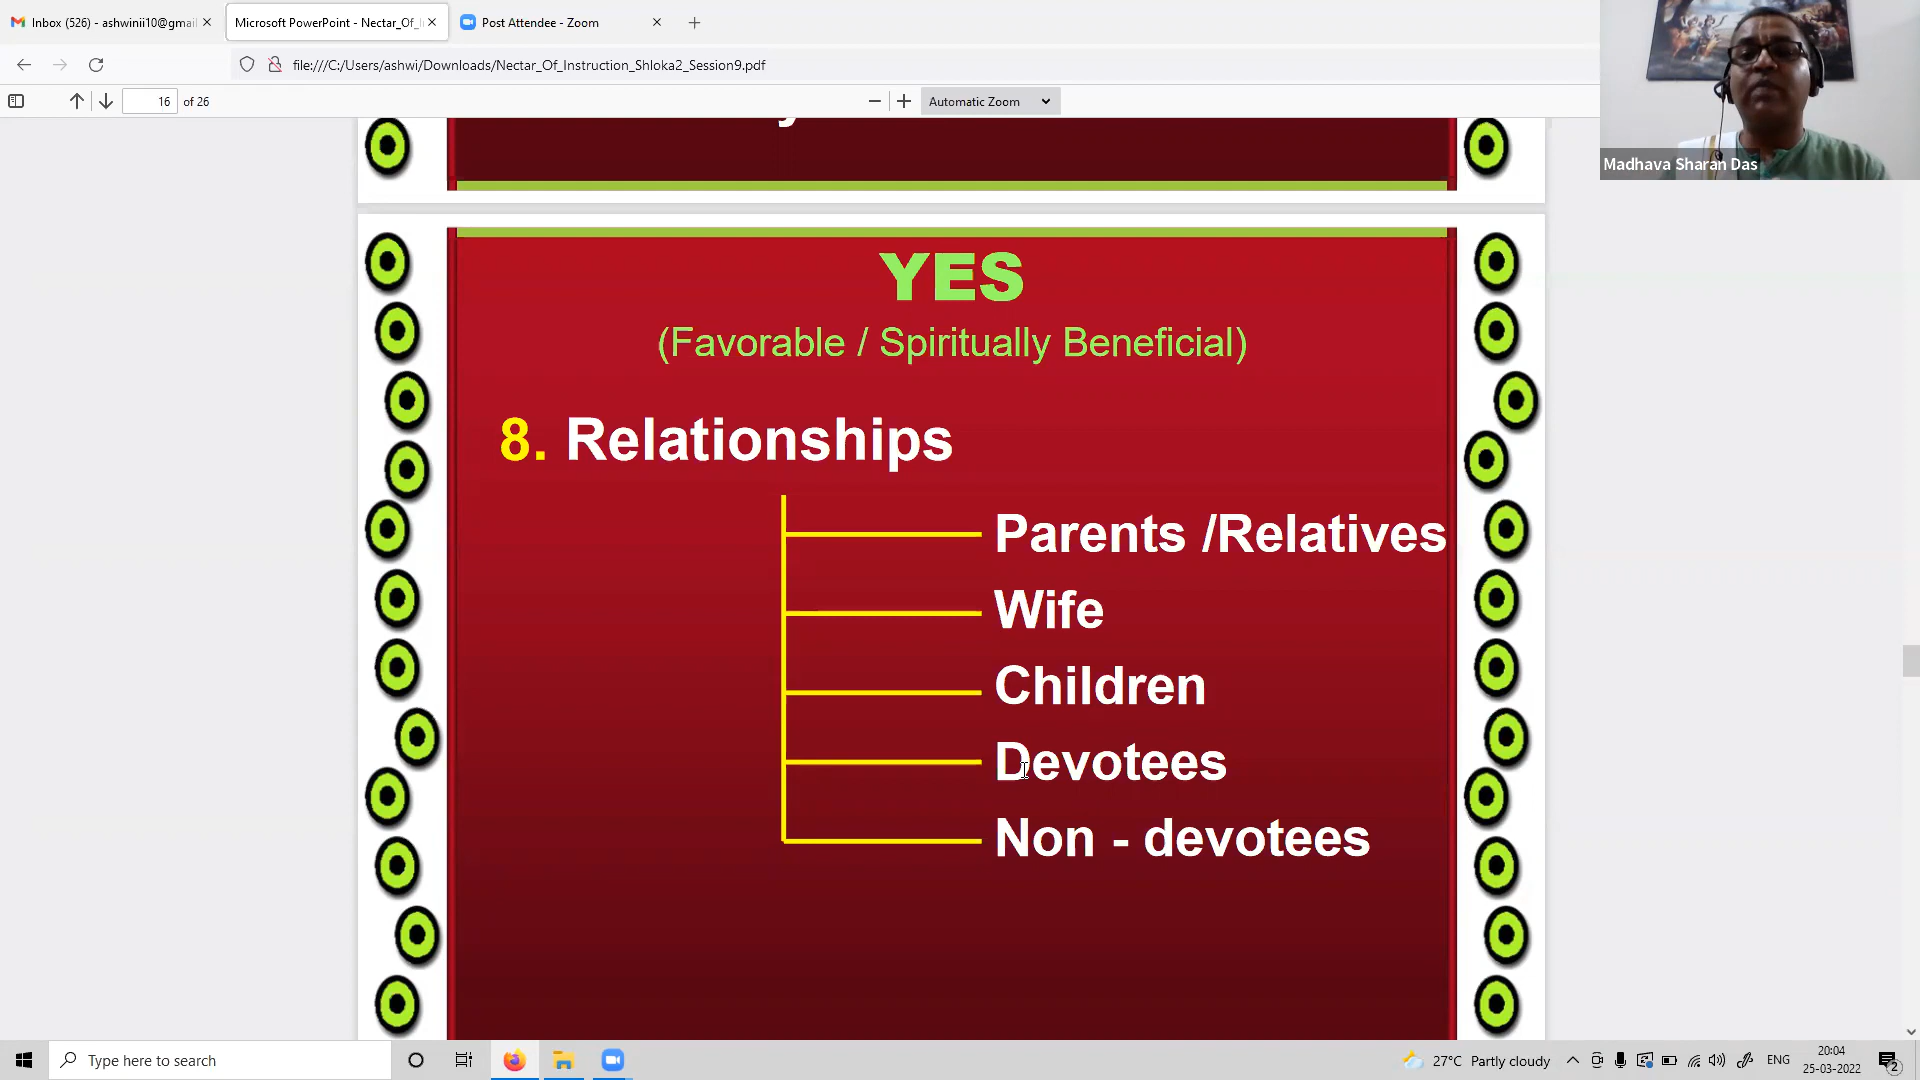 Inbox (526) - ashwinii10@gmai
Microsoft PowerPoint - Nectar_Of_I
Post Attendee - Zoom
file:///C:/Users/ashwi/Downloads/Nectar_Of_Instruction_Shloka2_Session9.pdf
16 of 26
Automatic Zoom
Madhava Sharan Das
YES
(Favorable / Spiritually Beneficial)
8. Relationships
Parents /Relatives
Wife
Children
Devotees
Non - devotees
Type here to search
27°C Partly cloudy
ENG
20:04
25-03-2022
2